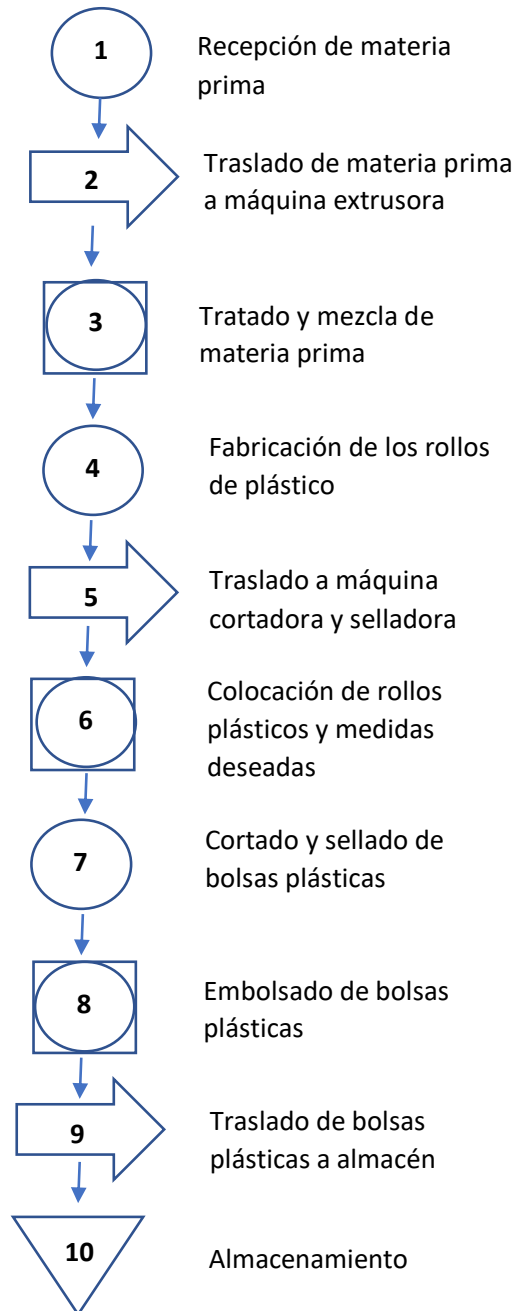 1
Recepción de materia
prima
2
Traslado de materia prima
a máquina extrusora
3
Tratado y mezcla de
materia prima
4
Fabricación de los rollos
de plástico
5
Traslado a máquina
cortadora y selladora
6
Colocación de rollos
plásticos y medidas
deseadas
7
Cortado y sellado de
bolsas plásticas
8
Embolsado de bolsas
plásticas
9
Traslado de bolsas
plásticas a almacén
10
Almacenamiento